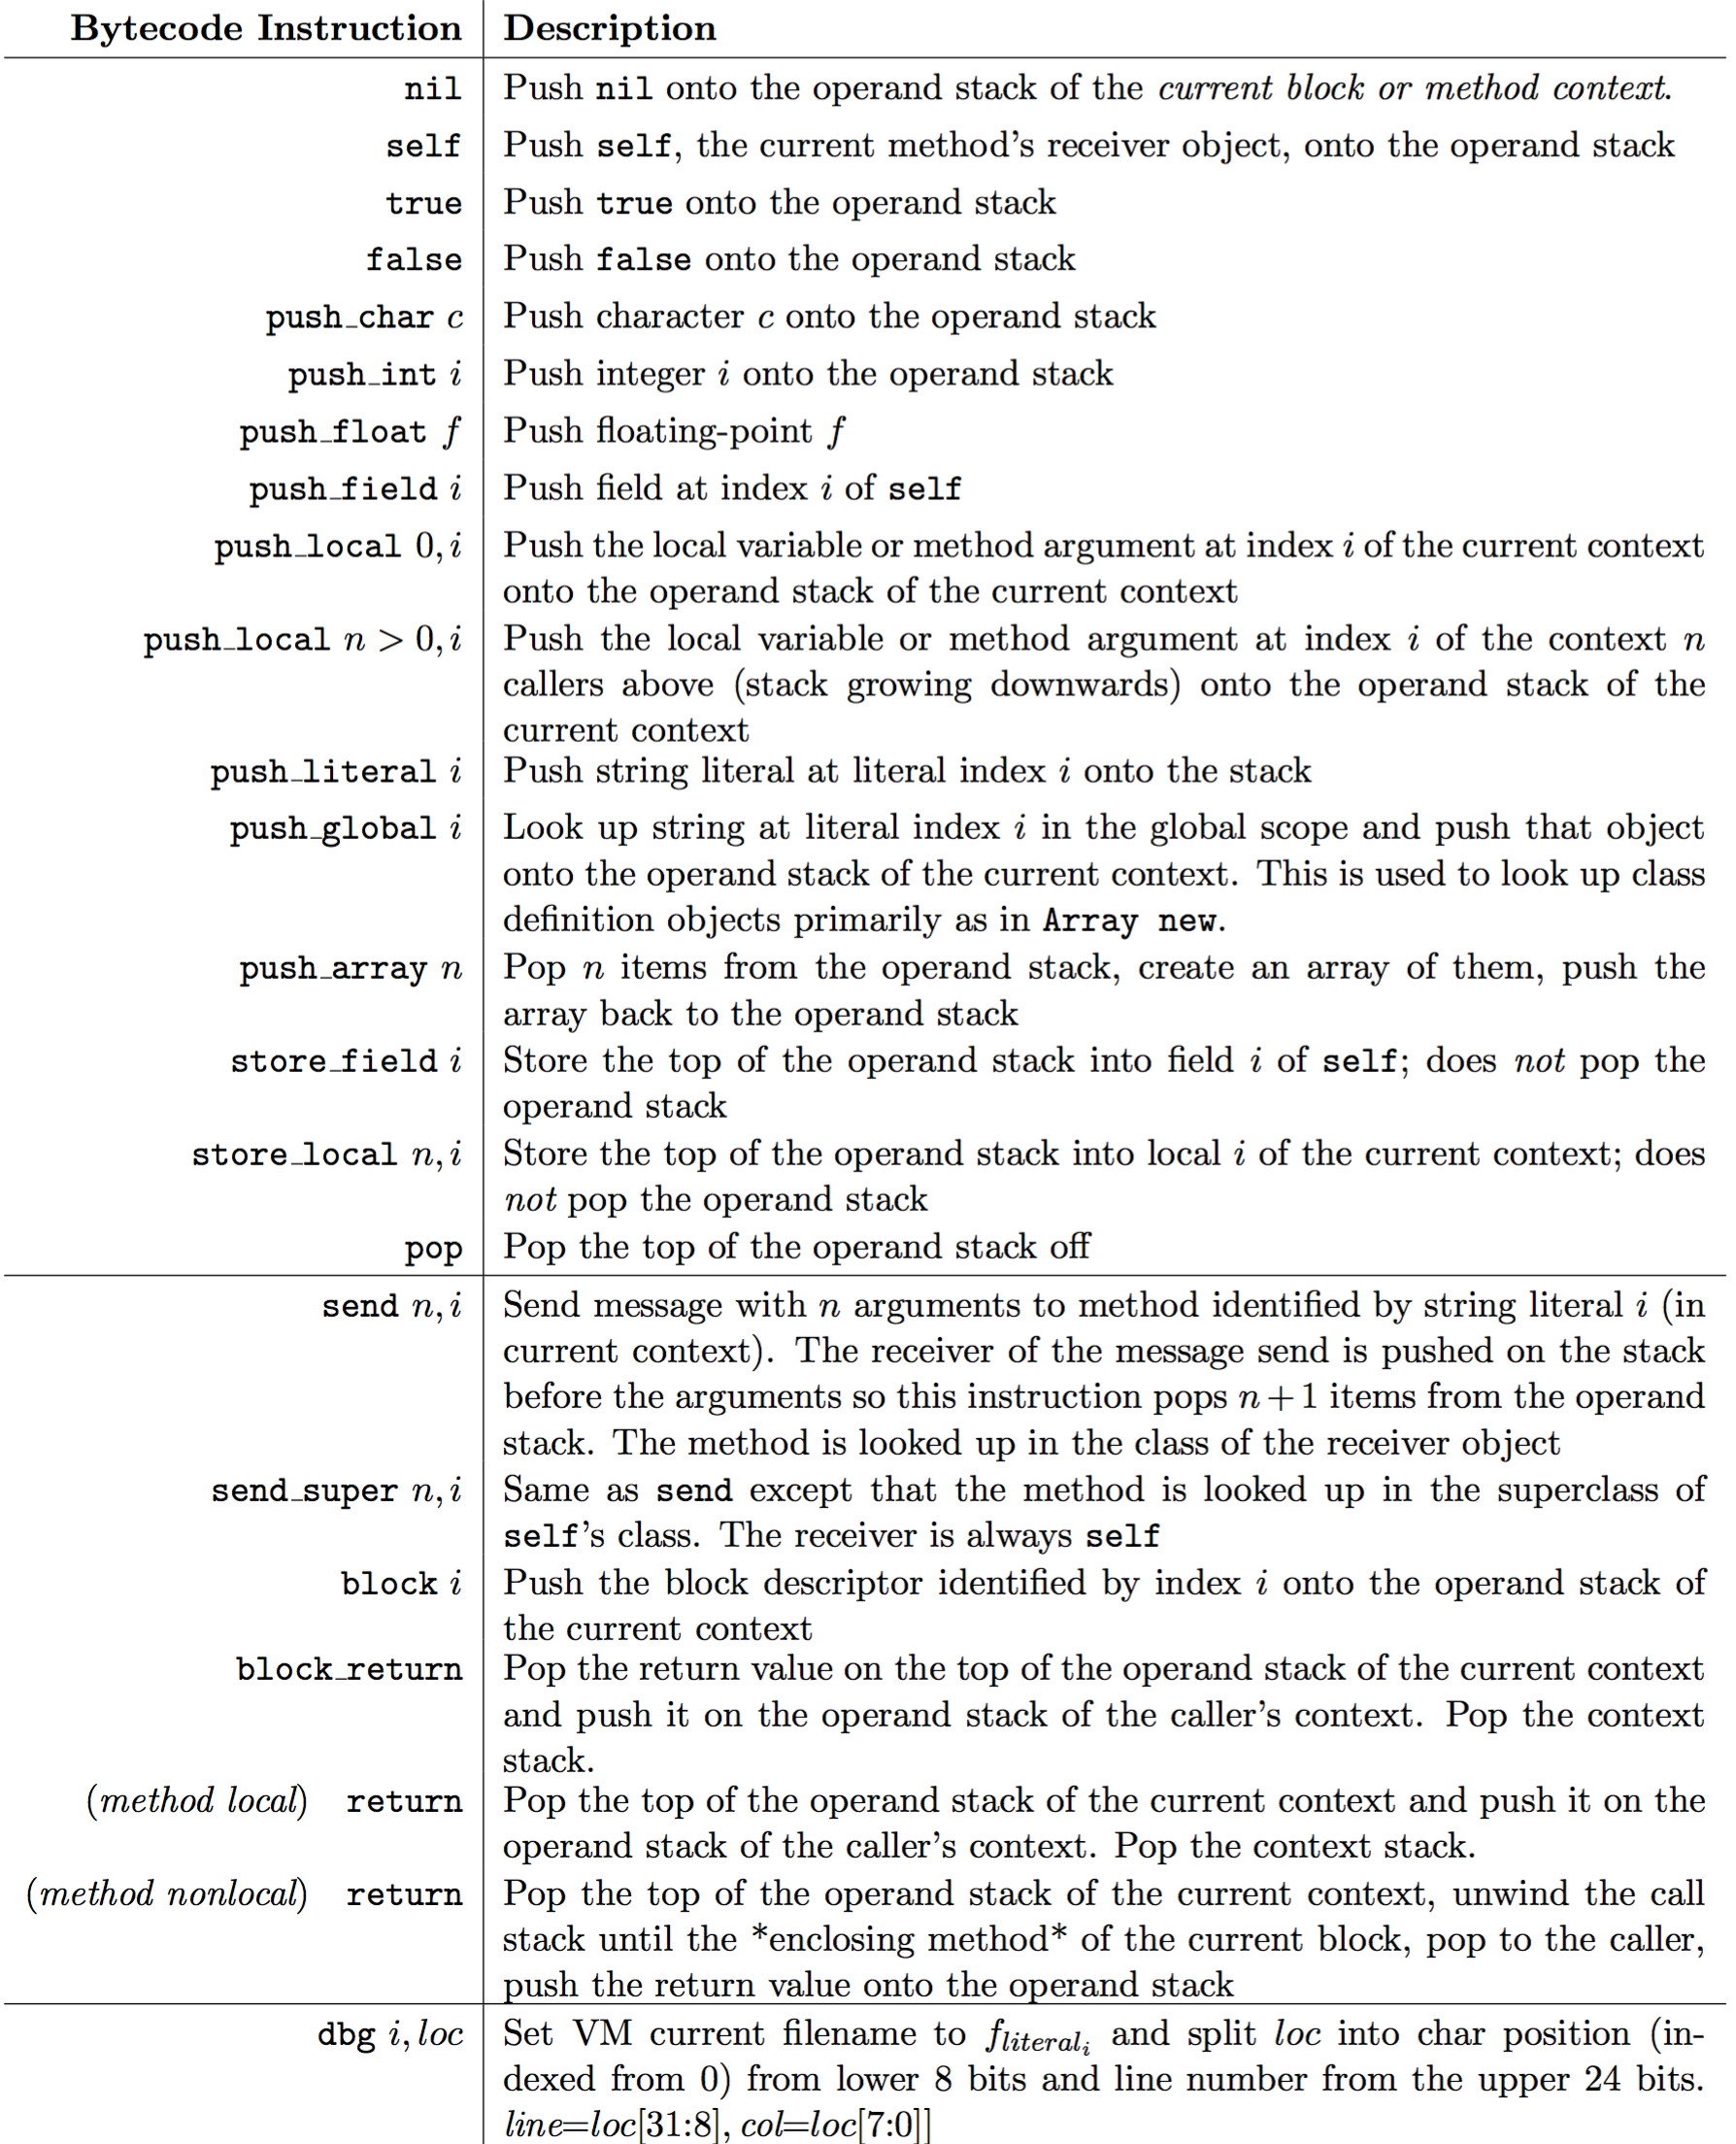 Bytecode Instruction Description
nil Push nil onto the operand stack of the current block or method context.
self Push self, the current method's receiver object, onto the operand stack
true Push true onto the operand stack
false Push false onto the operand stack
push_char c Push character c onto the operand stack
push_int i Push integer i onto the operand stack
push_float f Push floating-point f
push_field i Push field at index i of self
push_local 0, i Push the local variable or method argument at index i of the current context
onto the operand stack of the current context
push_local n > 0, i Push the local variable or method argument at index i of the context n
callers above (stack growing downwards) onto the operand stack of the
current context
push_literal i Push string literal at literal index i onto the stack
push_global i Look up string at literal index i in the global scope and push that object
onto the operand stack of the current context. This is used to look up class
definition objects primarily as in Array new.
push_array n Pop n items from the operand stack, create an array of them, push the
array back to the operand stack
store_field i Store the top of the operand stack into field i of self; does not pop the
operand stack
store_local n, i Store the top of the operand stack into local i of the current context; does
not pop the operand stack
pop Pop the top of the operand stack off
send n, i Send message with n arguments to method identified by string literal i (in
current context). The receiver of the message send is pushed on the stack
before the arguments so this instruction pops n + 1 items from the operand
stack. The method is looked up in the class of the receiver object
send_super n, i Same as send except that the method is looked up in the superclass of
self's class. The receiver is always self
block i Push the block descriptor identified by index i onto the operand stack of
the current context
block_return Pop the return value on the top of the operand stack of the current context
and push it on the operand stack of the caller's context. Pop the context
stack.
(method local) return Pop the top of the operand stack of the current context and push it on the
operand stack of the caller's context. Pop the context stack.
(method nonlocal) return Pop the top of the operand stack of the current context, unwind the call
stack until the *enclosing method* of the current block, pop to the caller,
push the return value onto the operand stack
dbg i, loc Set VM current filename to f_literal_i and split loc into char position (in-
dexed from 0) from lower 8 bits and line number from the upper 24 bits.
line=loc[31:8], col=loc[7:0]]